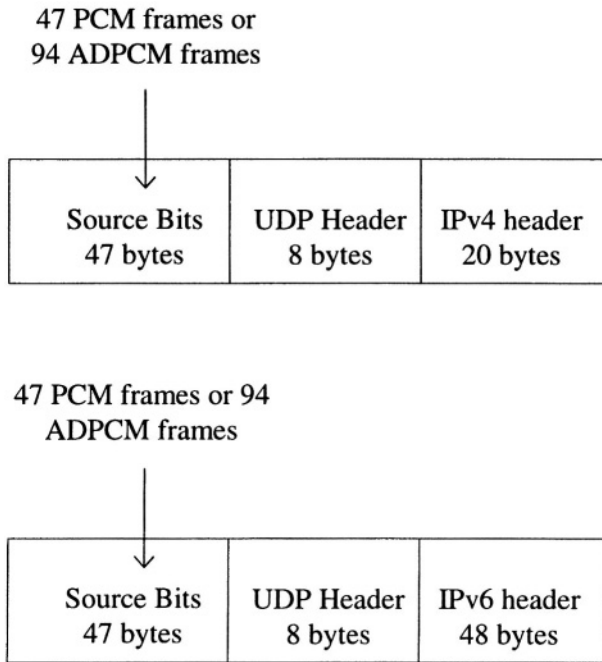 47 PCM frames or
94 ADPCM frames
Source Bits
47 bytes
UDP Header
8 bytes
IPv4 header
20 bytes
47 PCM frames or 94
ADPCM frames
Source Bits
47 bytes
UDP Header
8 bytes
IPv6 header
48 bytes